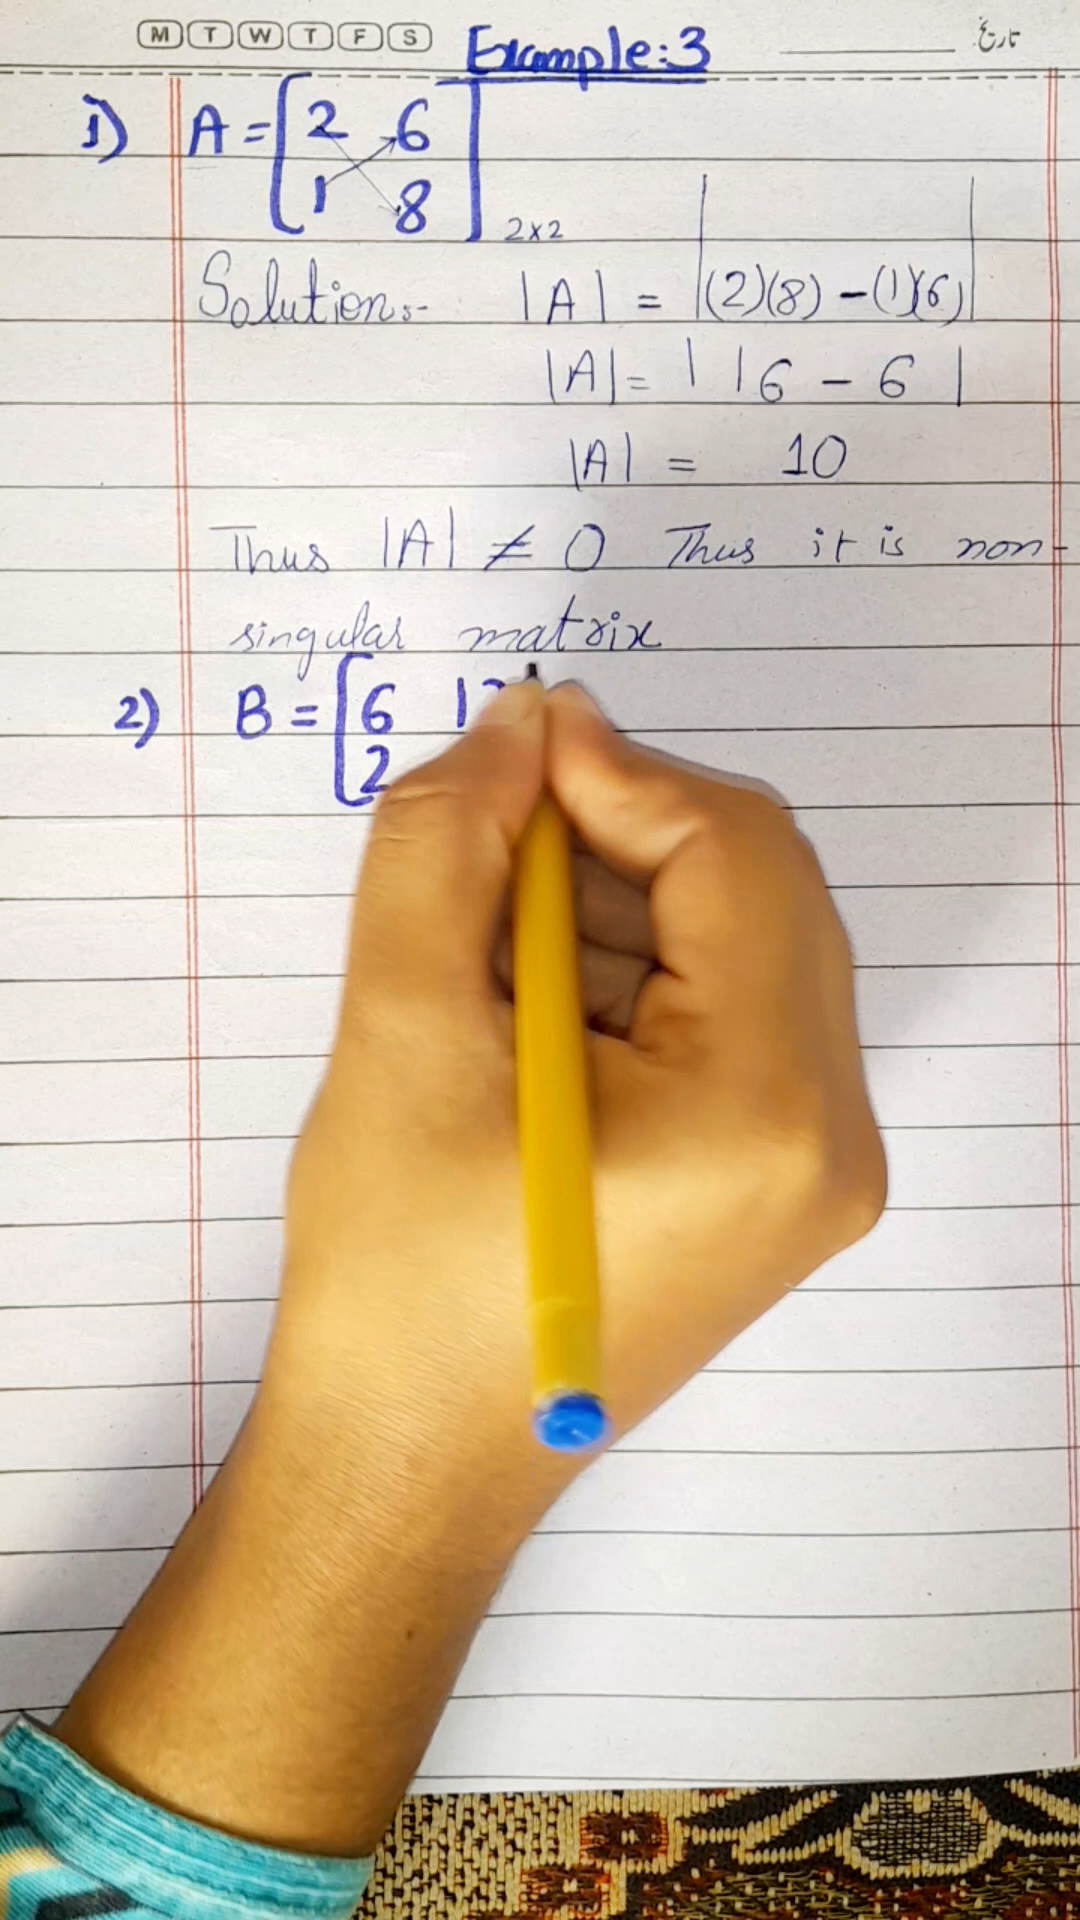 M T W T F S Example:3 تاریخ
1) A = [2 6
1 8] 2x2
Solution:- |A| = |(2)(8) - (1)(6)|
|A| = | 16 - 6 |
|A| = 10
Thus |A| ≠ 0 Thus it is non-
singular matrix
2) B = [6
2